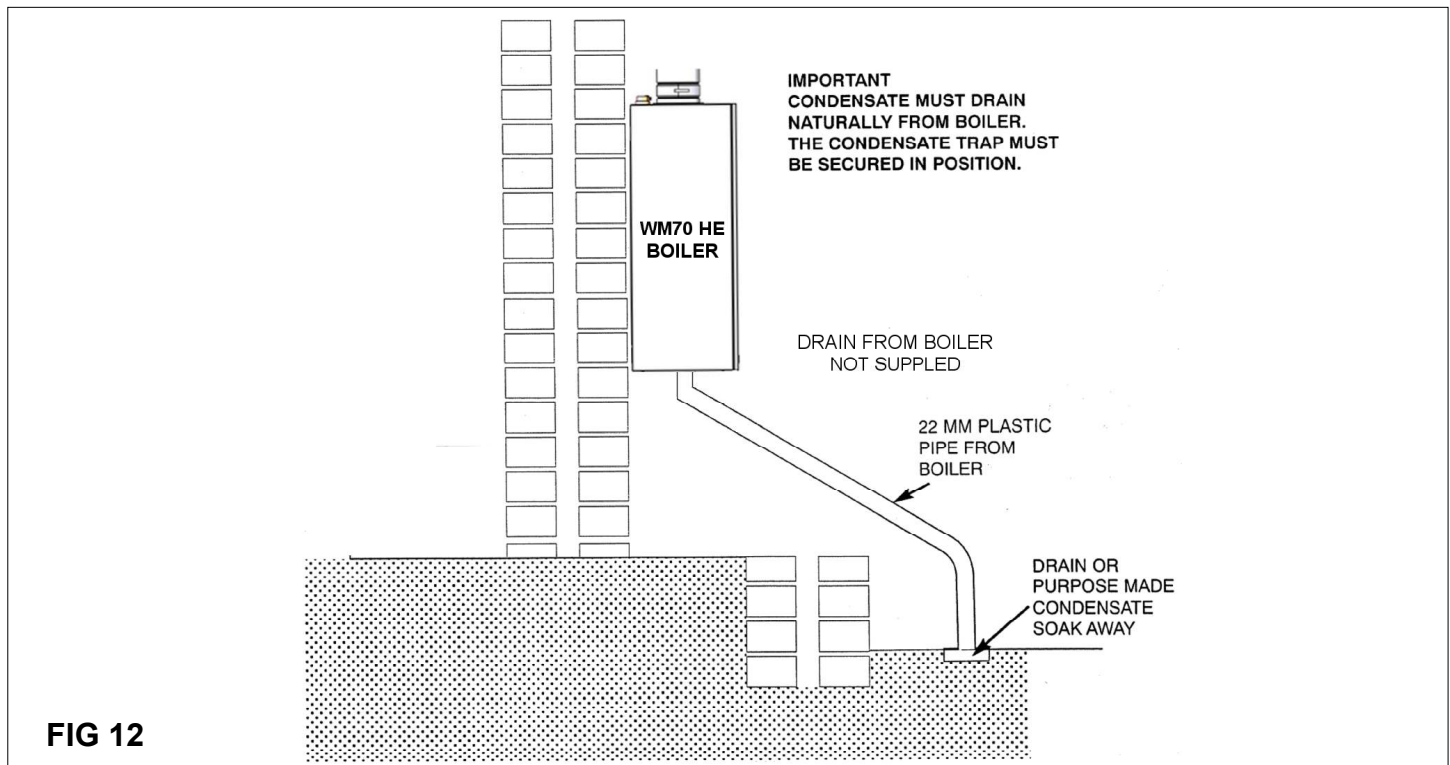 IMPORTANT
CONDENSATE MUST DRAIN
NATURALLY FROM BOILER.
THE CONDENSATE TRAP MUST
BE SECURED IN POSITION.
WM70 HE
BOILER
DRAIN FROM BOILER
NOT SUPPLED
22 MM PLASTIC
PIPE FROM
BOILER
DRAIN OR
PURPOSE MADE
CONDENSATE
SOAK AWAY
FIG 12